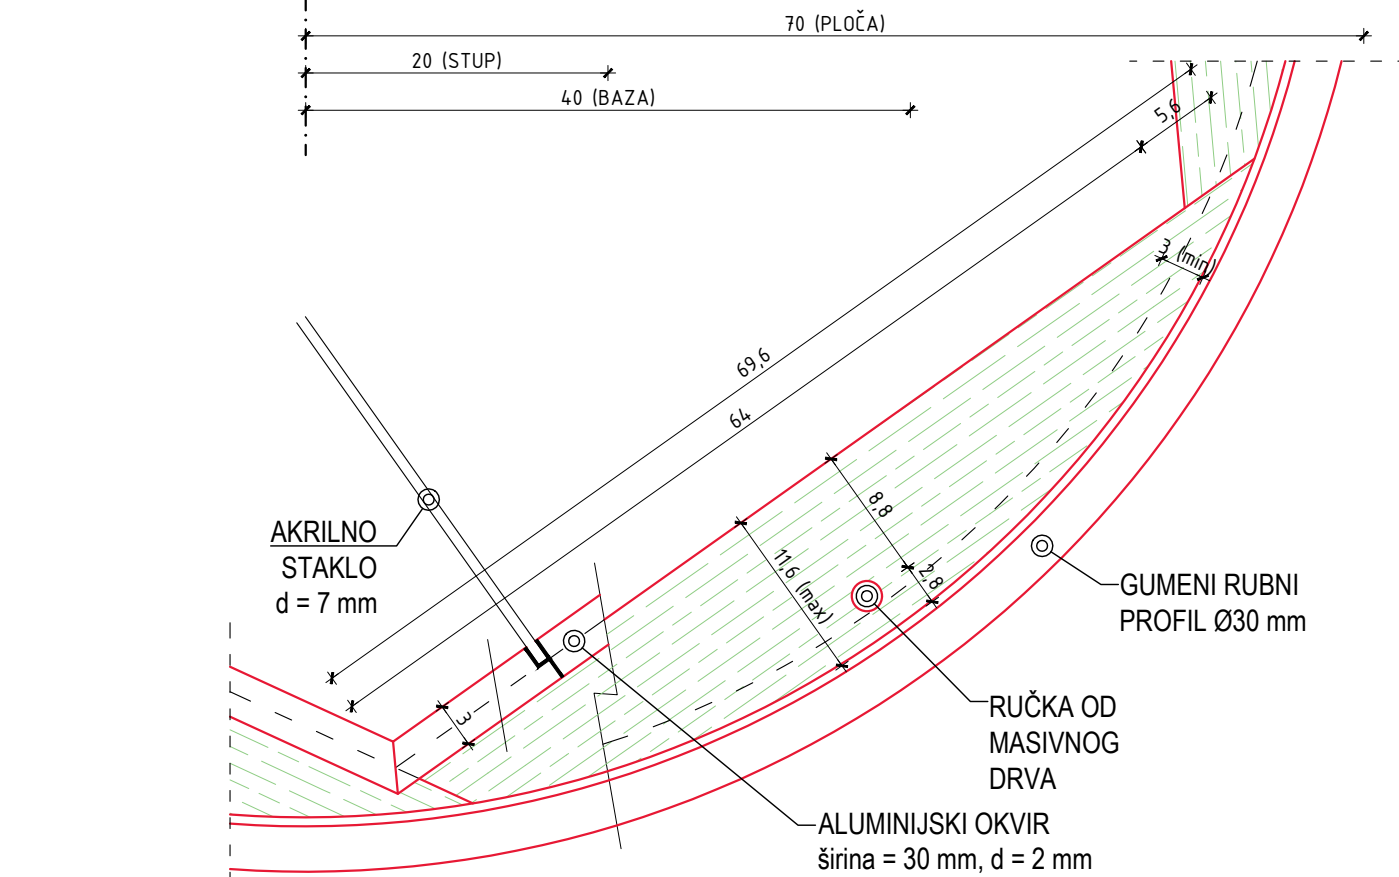 70 (PLOČA)
20 (STUP)
40 (BAZA)
5,6
3 (min)
69,6
64
8,8
2,8
11,6 (max)
3
AKRILNO
STAKLO
d = 7 mm
GUMENI RUBNI
PROFIL Ø30 mm
RUČKA OD
MASIVNOG
DRVA
ALUMINIJSKI OKVIR
širina = 30 mm, d = 2 mm